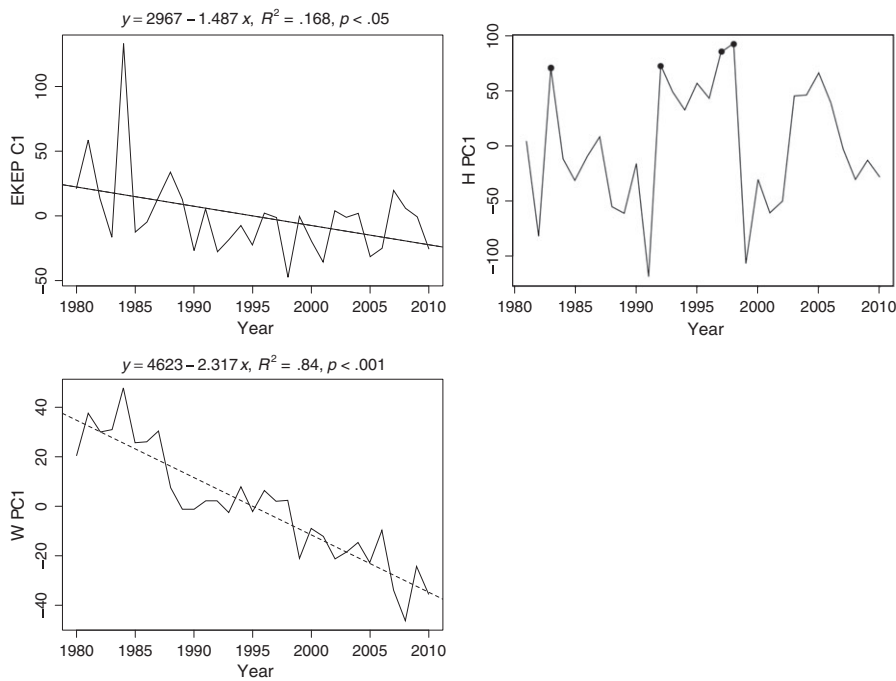 y = 2967 – 1.487 x, R² = .168, p < .05
EKEP C1
100
50
0
−50
1980 1985 1990 1995 2000 2005 2010
Year
H PC1
100
50
0
−50
−100
1980 1985 1990 1995 2000 2005 2010
Year
y = 4623 – 2.317 x, R² = .84, p < .001
W PC1
40
20
0
−20
−40
1980 1985 1990 1995 2000 2005 2010
Year